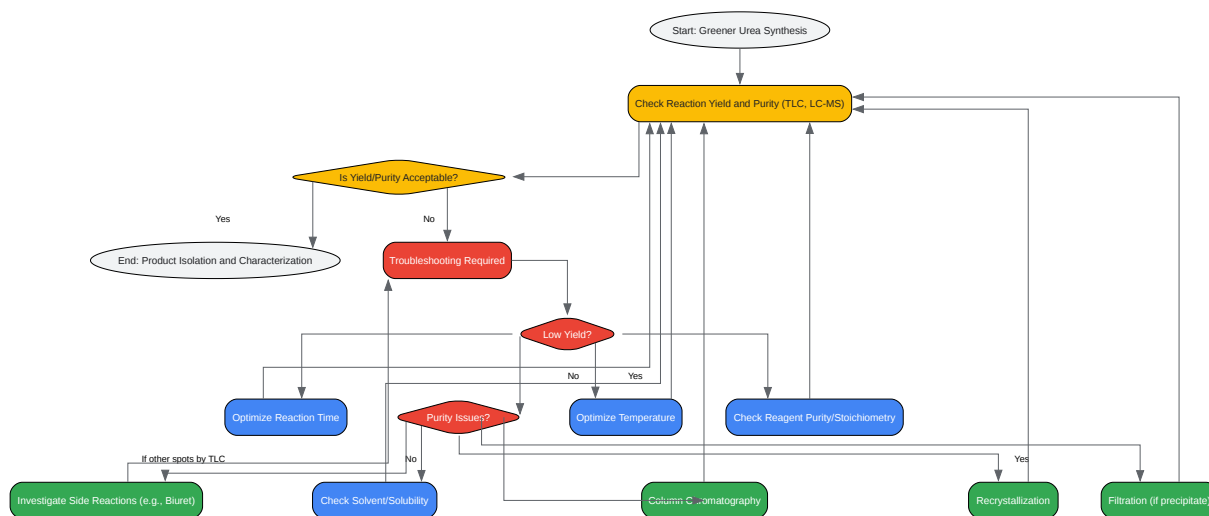 Start: Greener Urea Synthesis
Check Reaction Yield and Purity (TLC, LC-MS)
Is Yield/Purity Acceptable?
Yes
No
End: Product Isolation and Characterization
Troubleshooting Required
Low Yield?
No
Yes
Optimize Reaction Time
Purity Issues?
Optimize Temperature
Check Reagent Purity/Stoichiometry
If other spots by TLC
No
Yes
Investigate Side Reactions (e.g., Biuret)
Check Solvent/Solubility
Column Chromatography
Recrystallization
Filtration (if precipitate)